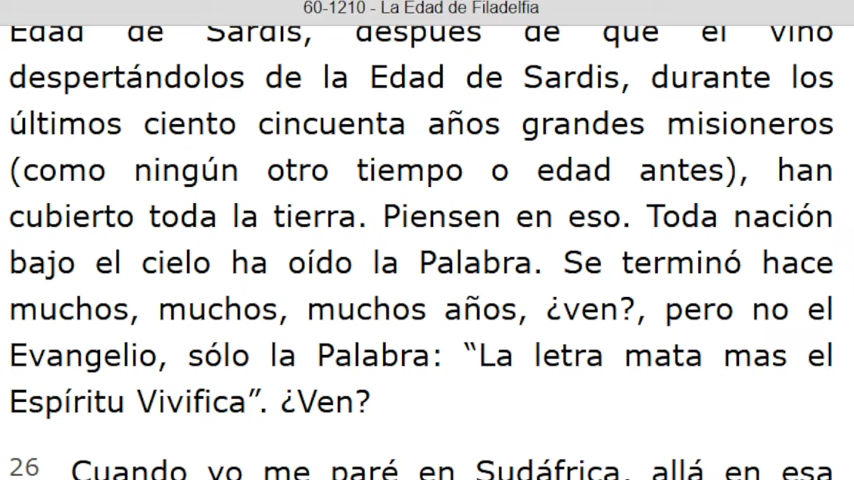 60-1210 - La Edad de Filadelfia
Edad de Sardis, después de que él vino
despertándolos de la Edad de Sardis, durante los
últimos ciento cincuenta años grandes misioneros
(como ningún otro tiempo o edad antes), han
cubierto toda la tierra. Piensen en eso. Toda nación
bajo el cielo ha oído la Palabra. Se terminó hace
muchos, muchos, muchos años, ¿ven?, pero no el
Evangelio, sólo la Palabra: “La letra mata mas el
Espíritu Vivifica”. ¿Ven?
26 Cuando yo me paré en Sudáfrica, allá en esa